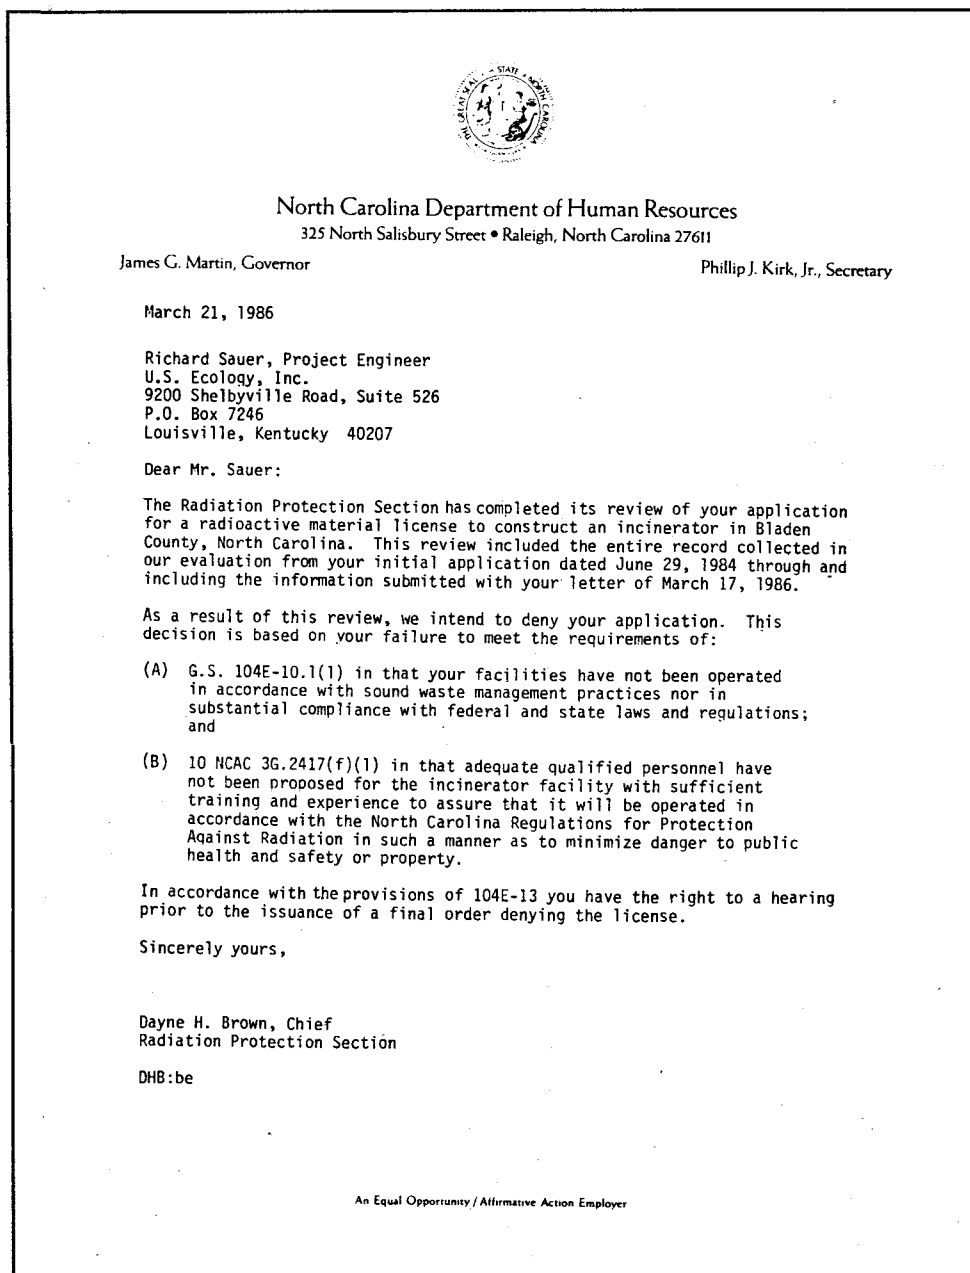 THE GREAT SEAL · STATE · NORTH CAROLINA
North Carolina Department of Human Resources
325 North Salisbury Street • Raleigh, North Carolina 27611
James G. Martin, Governor
Phillip J. Kirk, Jr., Secretary
March 21, 1986
Richard Sauer, Project Engineer
U.S. Ecology, Inc.
9200 Shelbyville Road, Suite 526
P.O. Box 7246
Louisville, Kentucky 40207
Dear Mr. Sauer:
The Radiation Protection Section has completed its review of your application
for a radioactive material license to construct an incinerator in Bladen
County, North Carolina. This review included the entire record collected in
our evaluation from your initial application dated June 29, 1984 through and
including the information submitted with your letter of March 17, 1986.
As a result of this review, we intend to deny your application. This
decision is based on your failure to meet the requirements of:
(A) G.S. 104E-10.1(1) in that your facilities have not been operated
in accordance with sound waste management practices nor in
substantial compliance with federal and state laws and regulations;
and
(B) 10 NCAC 3G.2417(f)(1) in that adequate qualified personnel have
not been proposed for the incinerator facility with sufficient
training and experience to assure that it will be operated in
accordance with the North Carolina Regulations for Protection
Against Radiation in such a manner as to minimize danger to public
health and safety or property.
In accordance with the provisions of 104E-13 you have the right to a hearing
prior to the issuance of a final order denying the license.
Sincerely yours,
Dayne H. Brown, Chief
Radiation Protection Section
DHB:be
An Equal Opportunity / Affirmative Action Employer